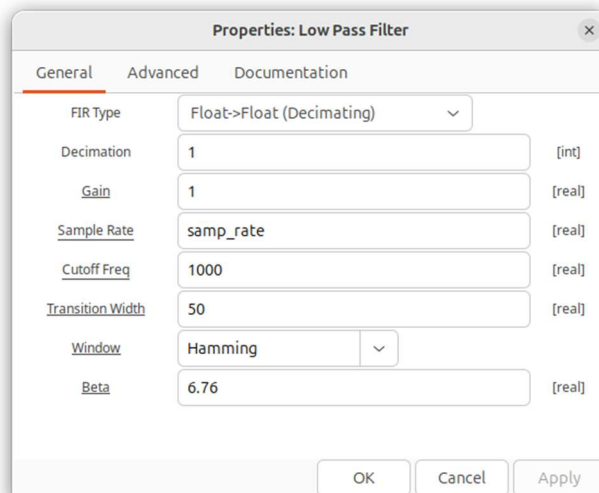 Properties: Low Pass Filter ×
General Advanced Documentation
FIR Type Float->Float (Decimating)
Decimation 1 [int]
Gain 1 [real]
Sample Rate samp_rate [real]
Cutoff Freq 1000 [real]
Transition Width 50 [real]
Window Hamming
Beta 6.76 [real]
OK Cancel Apply